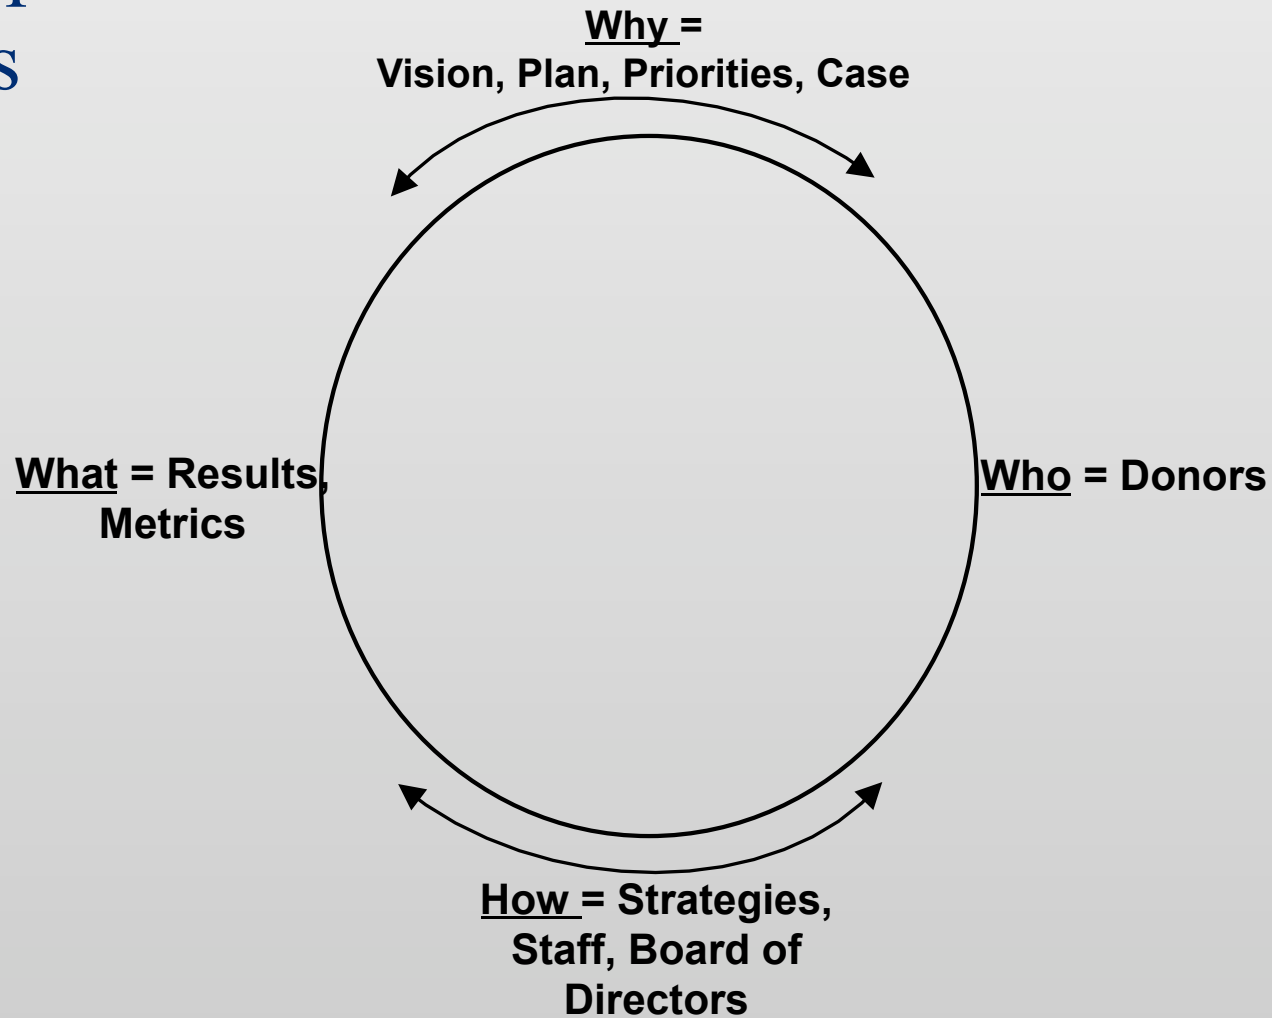 s
Why =
Vision, Plan, Priorities, Case
What = Results,
Metrics
Who = Donors
How = Strategies,
Staff, Board of
Directors